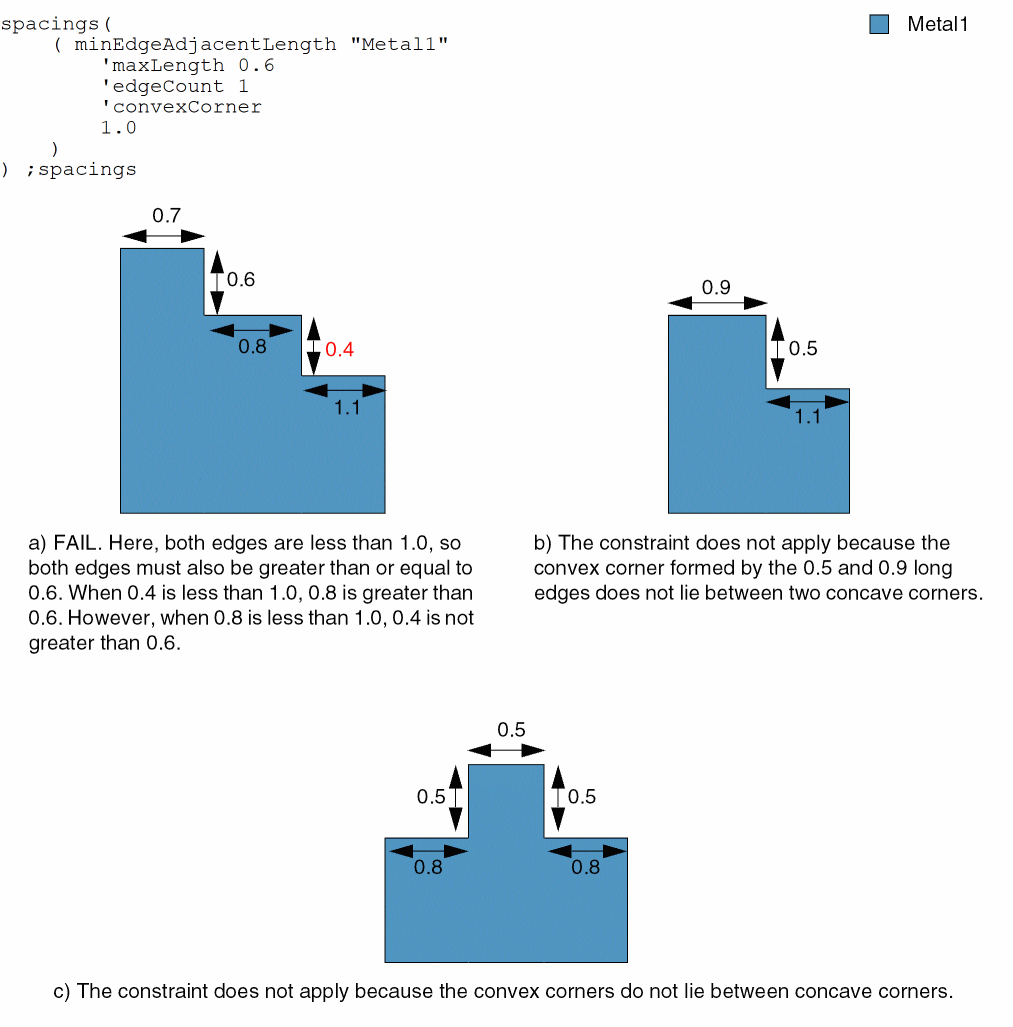 spacings(
( minEdgeAdjacentLength "Metal1"
'maxLength 0.6
'edgeCount 1
'convexCorner
1.0
)
) ;spacings
Metal1
0.7
0.6
0.8
0.4
1.1
0.9
0.5
1.1
a) FAIL. Here, both edges are less than 1.0, so
both edges must also be greater than or equal to
0.6. When 0.4 is less than 1.0, 0.8 is greater than
0.6. However, when 0.8 is less than 1.0, 0.4 is not
greater than 0.6.
b) The constraint does not apply because the
convex corner formed by the 0.5 and 0.9 long
edges does not lie between two concave corners.
0.5
0.5
0.5
0.8
0.8
c) The constraint does not apply because the convex corners do not lie between concave corners.